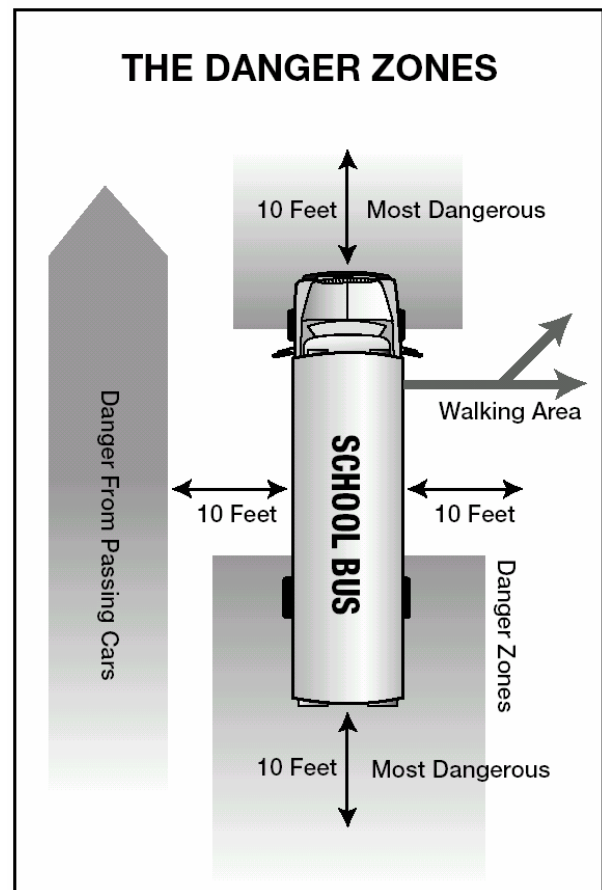 THE DANGER ZONES
10 Feet
Most Dangerous
Walking Area
Danger From Passing Cars
SCHOOL BUS
10 Feet
10 Feet
Danger Zones
10 Feet
Most Dangerous